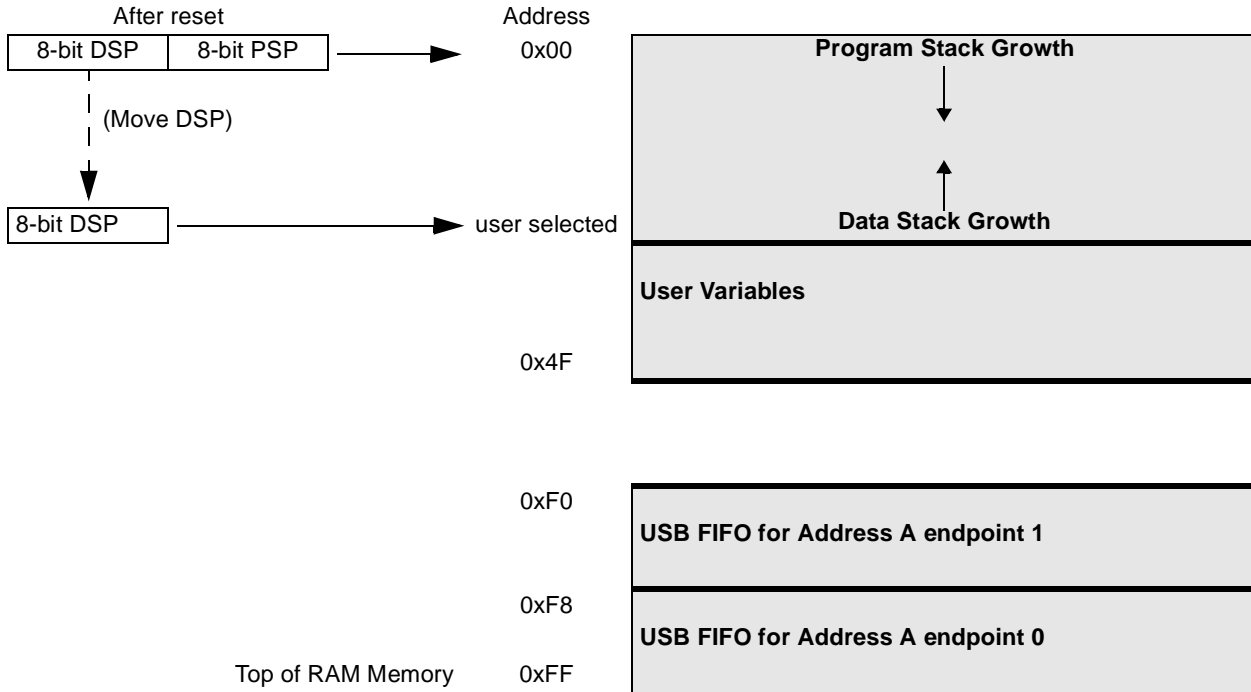 After reset
Address
8-bit DSP
8-bit PSP
0x00
Program Stack Growth
(Move DSP)
8-bit DSP
user selected
Data Stack Growth
User Variables
0x4F
0xF0
USB FIFO for Address A endpoint 1
0xF8
USB FIFO for Address A endpoint 0
Top of RAM Memory
0xFF